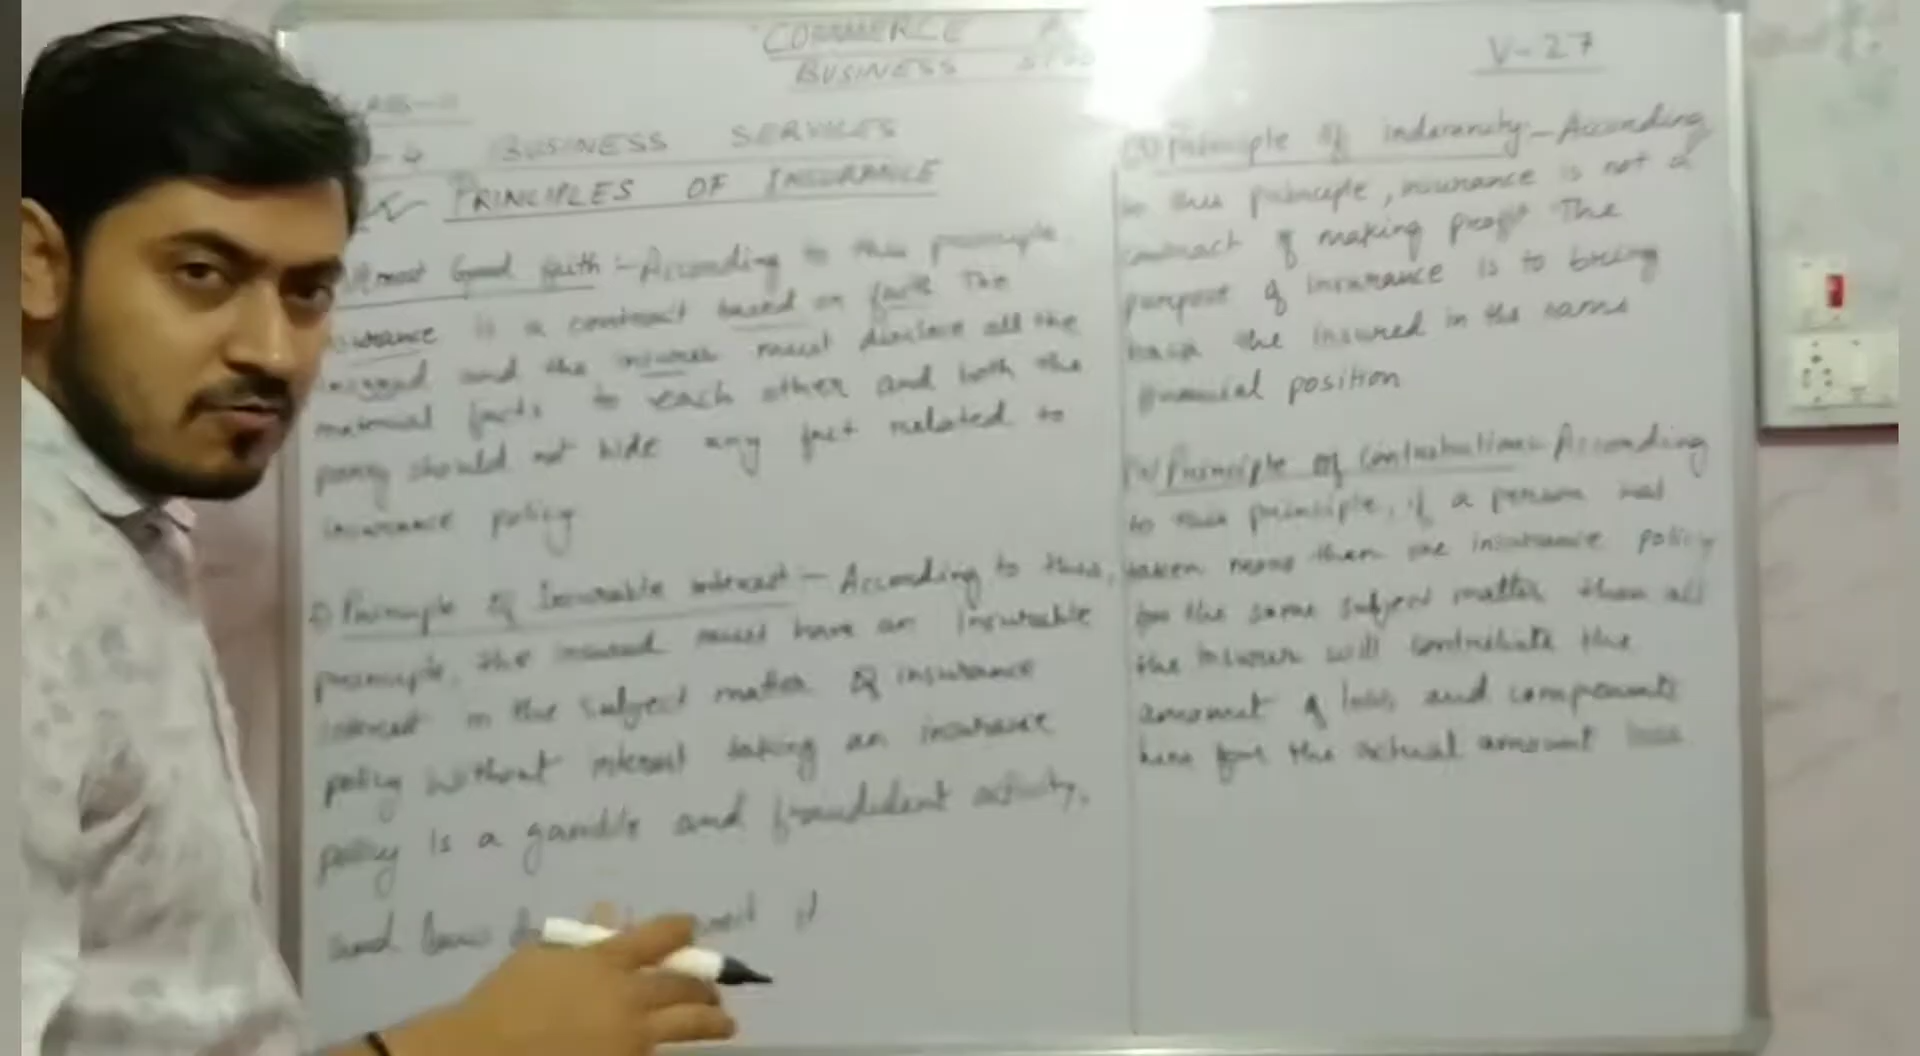 COMMERCE
BUSINESS
V-27
BUSINESS SERVICES
PRINCIPLES OF INSURANCE
Utmost Good faith :- According to this principle
insurance is a contract based on faith The
insured and the insurer must disclose all the
material facts to each other and both the
party should not hide any fact related to
insurance policy
Principle of Insurable interest - According to this,
principle, the insured must have an insurable
interest in the subject matter of insurance
policy without interest taking an insurance
policy is a gamble and fraudulent activity,
and law it
Principle of indemnity - According
to this principle, insurance is not a
contract of making profit The
purpose of insurance is to bring
back the insured in the same
financial position
Principle of Contribution - According
to this principle, if a person has
taken more than one insurance policy
for the same subject matter then all
the insurer will contribute the
amount of loss and compensate
him for the actual amount loss